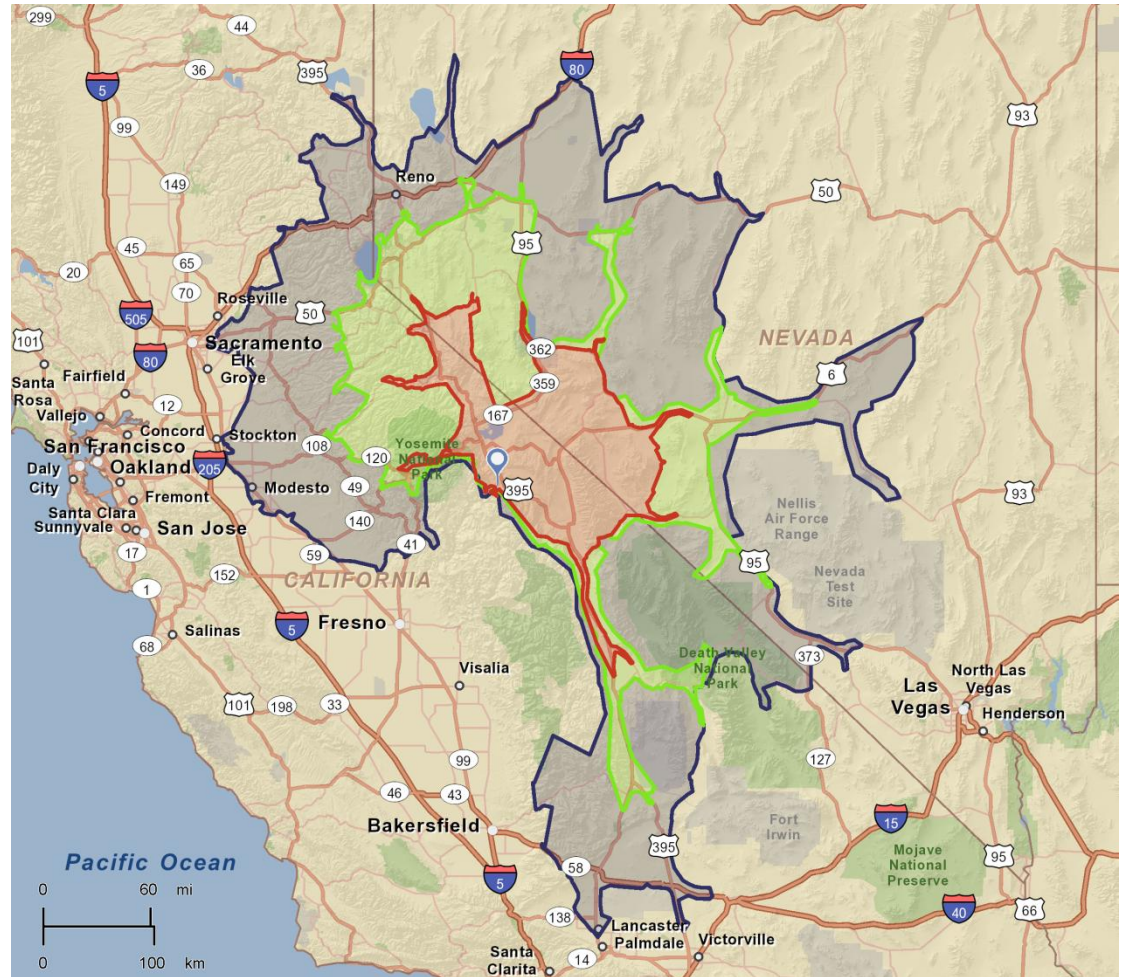 299
44
36
395
5
80
93
99
149
Reno
50
50
95
45
65
20
70
Roseville
505
50
101
Sacramento
NEVADA
80
Elk
Grove
362
Santa
Rosa
Fairfield
359
6
12
Vallejo
167
Concord
Stockton
San Francisco
108
Yosemite
National
Park
Daly
City
Oakland
205
120
Modesto
49
395
93
Fremont
Santa Clara
Sunnyvale
San Jose
140
Nellis
Air Force
Range
17
59
41
95
152
CALIFORNIA
Nevada
Test
Site
1
5
Fresno
Salinas
68
Death Valley
National
Park
373
Visalia
North Las
Vegas
Las
Vegas
101
198
33
Henderson
99
127
46
43
Bakersfield
15
Fort
Irwin
395
Pacific Ocean
Mojave
National
Preserve
95
58
5
0 60 mi
40
66
138
Lancaster
Palmdale
Victorville
0 100 km
Santa
Clarita
14